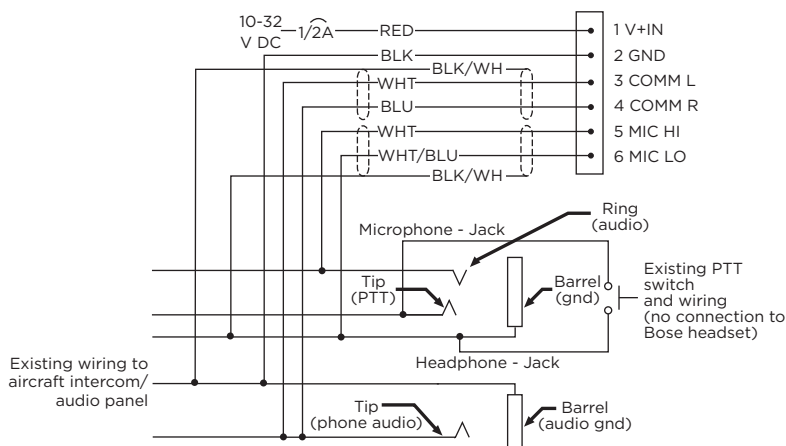 10-32
V DC
1/2A
RED
1 V+IN
BLK
2 GND
BLK/WH
WHT
3 COMM L
BLU
4 COMM R
WHT
5 MIC HI
WHT/BLU
6 MIC LO
BLK/WH
Microphone - Jack
Ring
(audio)
Tip
(PTT)
Barrel
(gnd)
Existing PTT
switch
and wiring
(no connection to
Bose headset)
Headphone - Jack
Existing wiring to
aircraft intercom/
audio panel
Tip
(phone audio)
Barrel
(audio gnd)